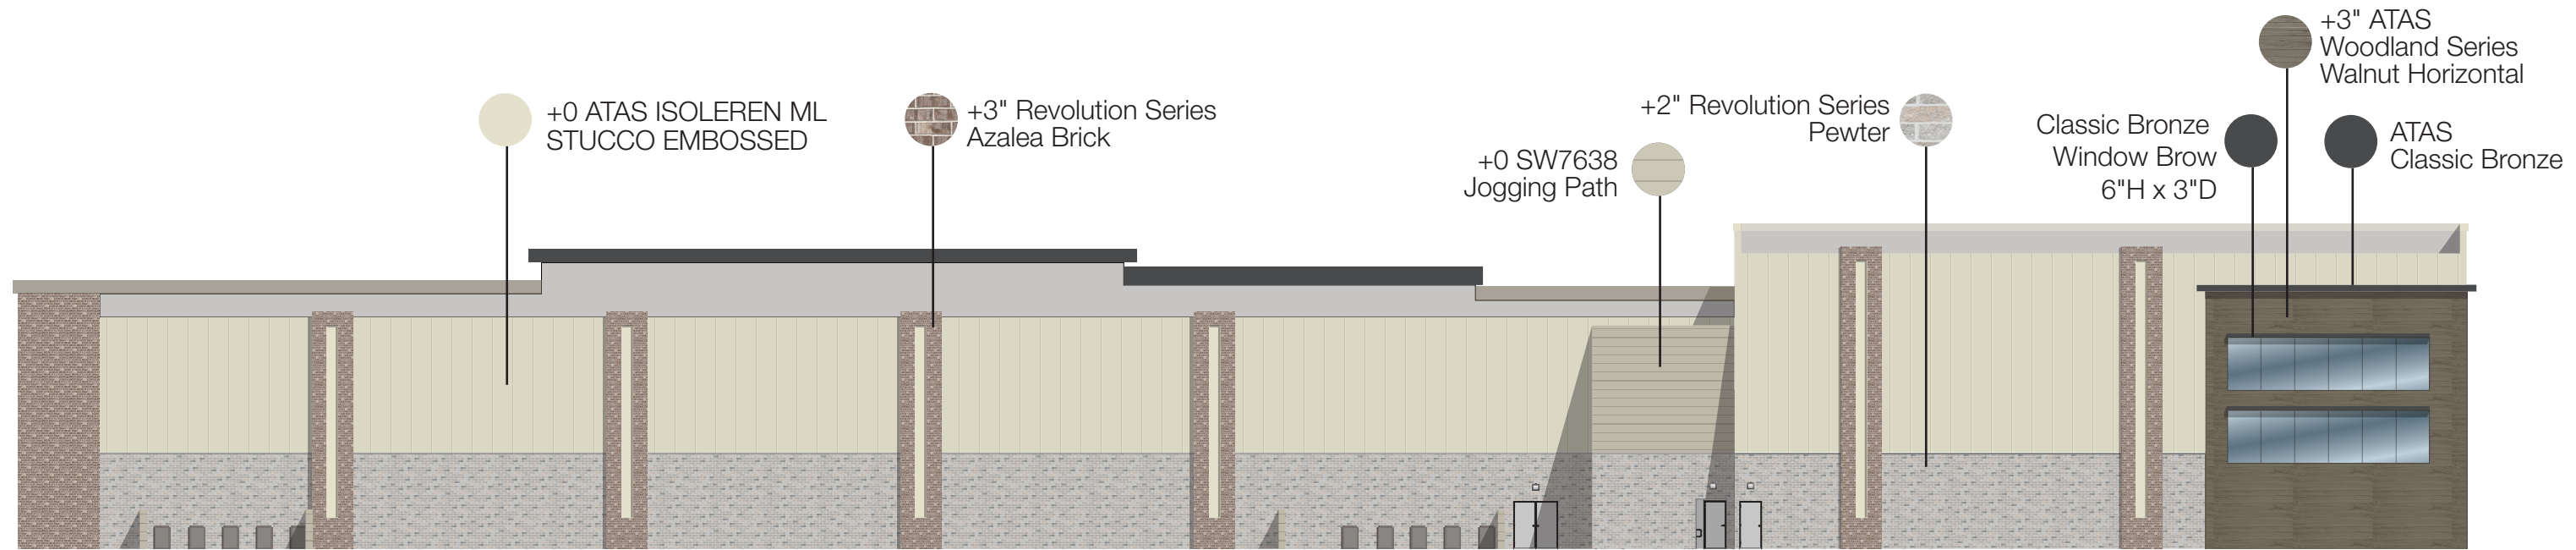 +0 ATAS ISOLEREN ML
STUCCO EMBOSSED
+3" Revolution Series
Azalea Brick
+0 SW7638
Jogging Path
+2" Revolution Series
Pewter
Classic Bronze
Window Brow
6"H x 3"D
+3" ATAS
Woodland Series
Walnut Horizontal
ATAS
Classic Bronze